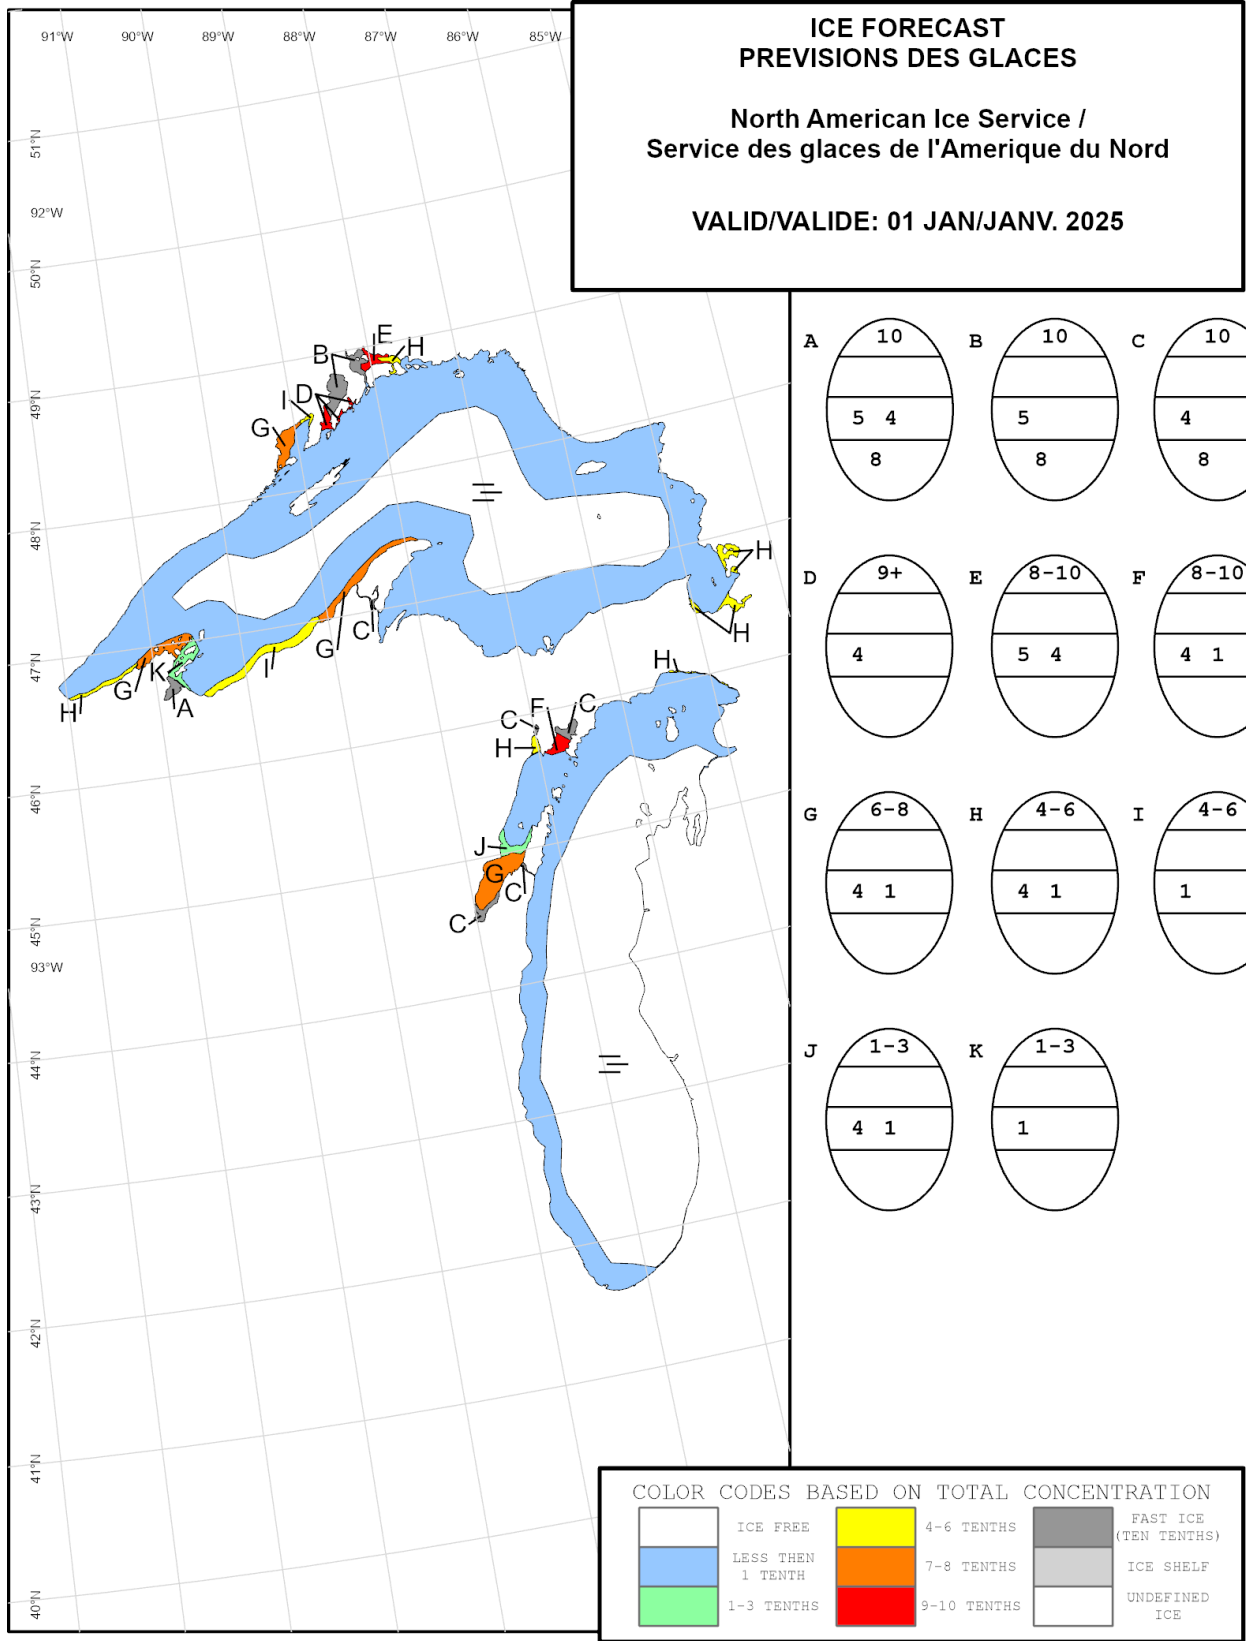 ICE FORECAST
PREVISIONS DES GLACES
North American Ice Service /
Service des glaces de l'Amerique du Nord
VALID/VALIDE: 01 JAN/JANV. 2025
91°W 90°W 89°W 88°W 87°W 86°W 85°W
51°N
92°W
50°N
49°N
48°N
47°N
46°N
45°N
93°W
44°N
43°N
42°N
41°N
40°N
E
B H
I D
G
H
H
C
G
I
K
G
A
H
H
F C
C
H
J
G
C
C
A 10
5 4
8
B 10
5
8
C 10
4
8
D 9+
4
E 8-10
5 4
F 8-10
4 1
G 6-8
4 1
H 4-6
4 1
I 4-6
1
J 1-3
4 1
K 1-3
1
COLOR CODES BASED ON TOTAL CONCENTRATION
ICE FREE
LESS THEN
1 TENTH
1-3 TENTHS
4-6 TENTHS
7-8 TENTHS
9-10 TENTHS
FAST ICE
(TEN TENTHS)
ICE SHELF
UNDEFINED
ICE